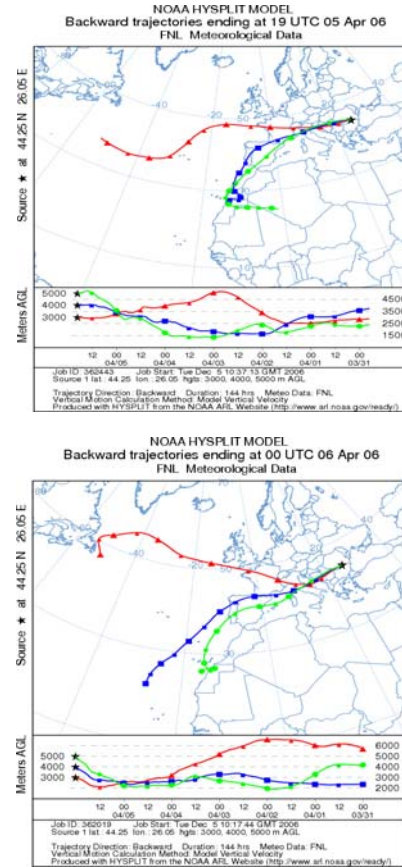 NOAA HYSPLIT MODEL
Backward trajectories ending at 19 UTC 05 Apr 06
FNL Meteorological Data
Source ★ at 44.25 N 26.05 E
-40
-20
50
40
Meters AGL
5000
4000
3000
4500
3500
2500
1500
12 00 12 00 12 00 12 00 12 00 12 00
04/05 04/04 04/03 04/02 04/01 03/31
Job ID: 362443 Job Start: Tue Dec 5 10:37:13 GMT 2006
Source 1 lat.: 44.25 lon.: 26.05 hgts: 3000, 4000, 5000 m AGL
Trajectory Direction: Backward Duration: 144 hrs Meteo Data: FNL
Vertical Motion Calculation Method: Model Vertical Velocity
Produced with HYSPLIT from the NOAA ARL Website (http://www.arl.noaa.gov/ready/)
NOAA HYSPLIT MODEL
Backward trajectories ending at 00 UTC 06 Apr 06
FNL Meteorological Data
Source ★ at 44.25 N 26.05 E
80
-40
-20
50
40
Meters AGL
5000
4000
3000
6000
5000
4000
3000
2000
12 00 12 00 12 00 12 00 12 00 12 00
04/05 04/04 04/03 04/02 04/01 03/31
Job ID: 362019 Job Start: Tue Dec 5 10:17:44 GMT 2006
Source 1 lat.: 44.25 lon.: 26.05 hgts: 3000, 4000, 5000 m AGL
Trajectory Direction: Backward Duration: 144 hrs Meteo Data: FNL
Vertical Motion Calculation Method: Model Vertical Velocity
Produced with HYSPLIT from the NOAA ARL Website (http://www.arl.noaa.gov/ready/)